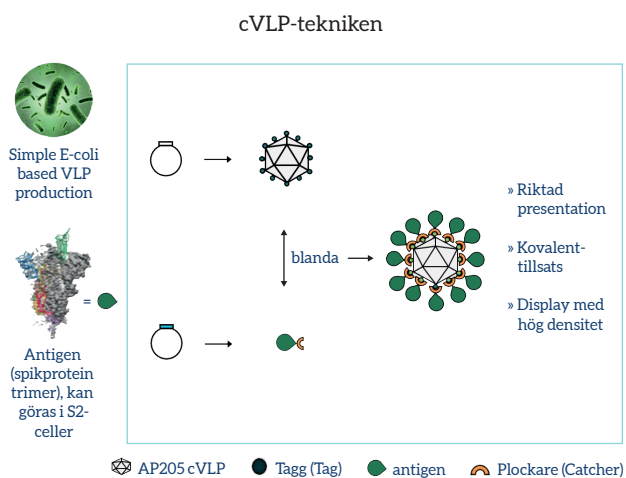 cVLP-tekniken
Simple E-coli
based VLP
production
=
Antigen
(spikprotein
trimer), kan
göras i S2-
celler
blanda
» Riktad
presentation
» Kovalent-
tillsats
» Display med
hög densitet
AP205 cVLP
Tagg (Tag)
antigen
Plockare (Catcher)